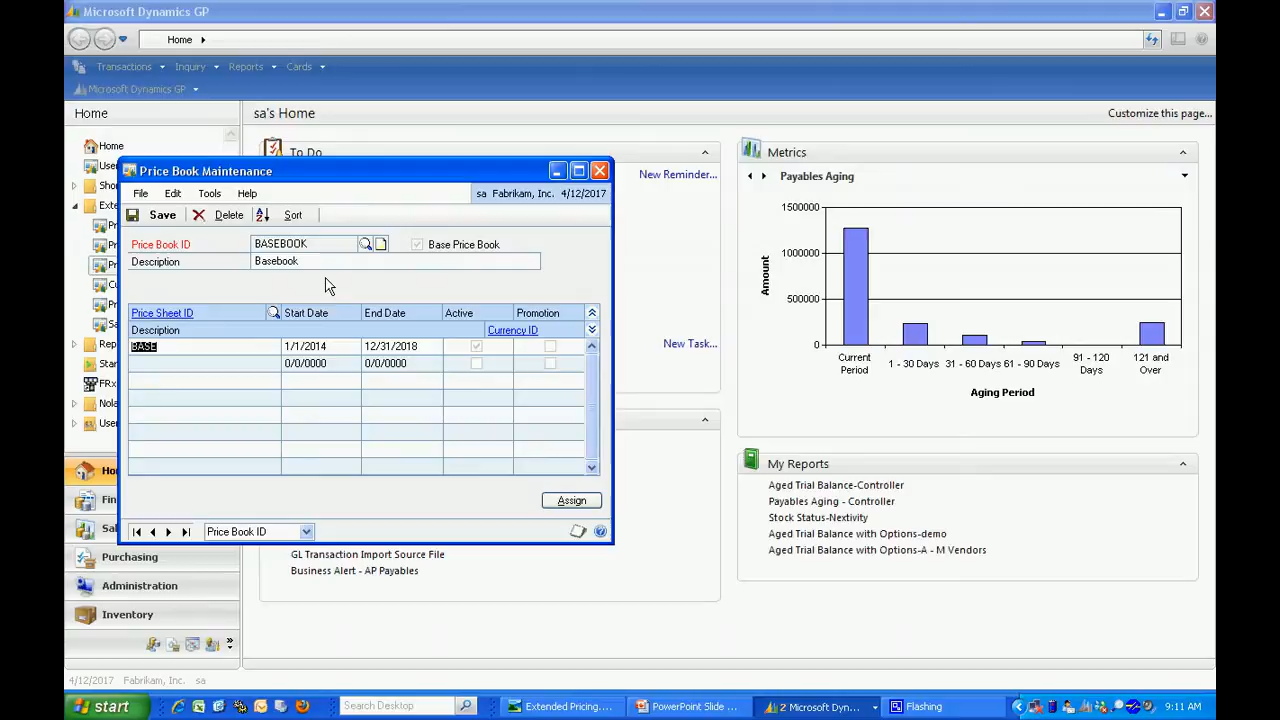 Microsoft Dynamics GP
Home
Transactions Inquiry Reports Cards
Microsoft Dynamics GP
Home
sa's Home
Customize this page...
Home
To Do
Metrics
New Reminder...
Payables Aging
Price Book Maintenance
File Edit Tools Help
sa Fabrikam, Inc. 4/12/2017
Save Delete Sort
Price Book ID BASEBOOK Base Price Book
Description Basebook
Price Sheet ID Start Date End Date Active Promotion
Description Currency ID
BASE 1/1/2014 12/31/2018
0/0/0000 0/0/0000
Assign
Price Book ID
New Task...
1500000
1000000
500000
0
Amount
Current Period
1 - 30 Days
31 - 60 Days
61 - 90 Days
91 - 120 Days
121 and Over
Aging Period
My Reports
Aged Trial Balance-Controller
Payables Aging - Controller
Stock Status-Nextivity
Aged Trial Balance with Options-demo
Aged Trial Balance with Options-A - M Vendors
GL Transaction Import Source File
Business Alert - AP Payables
Purchasing
Administration
Inventory
4/12/2017 Fabrikam, Inc. sa
start
Search Desktop
Extended Pricing....
PowerPoint Slide ...
2 Microsoft Dyn...
Flashing
9:11 AM